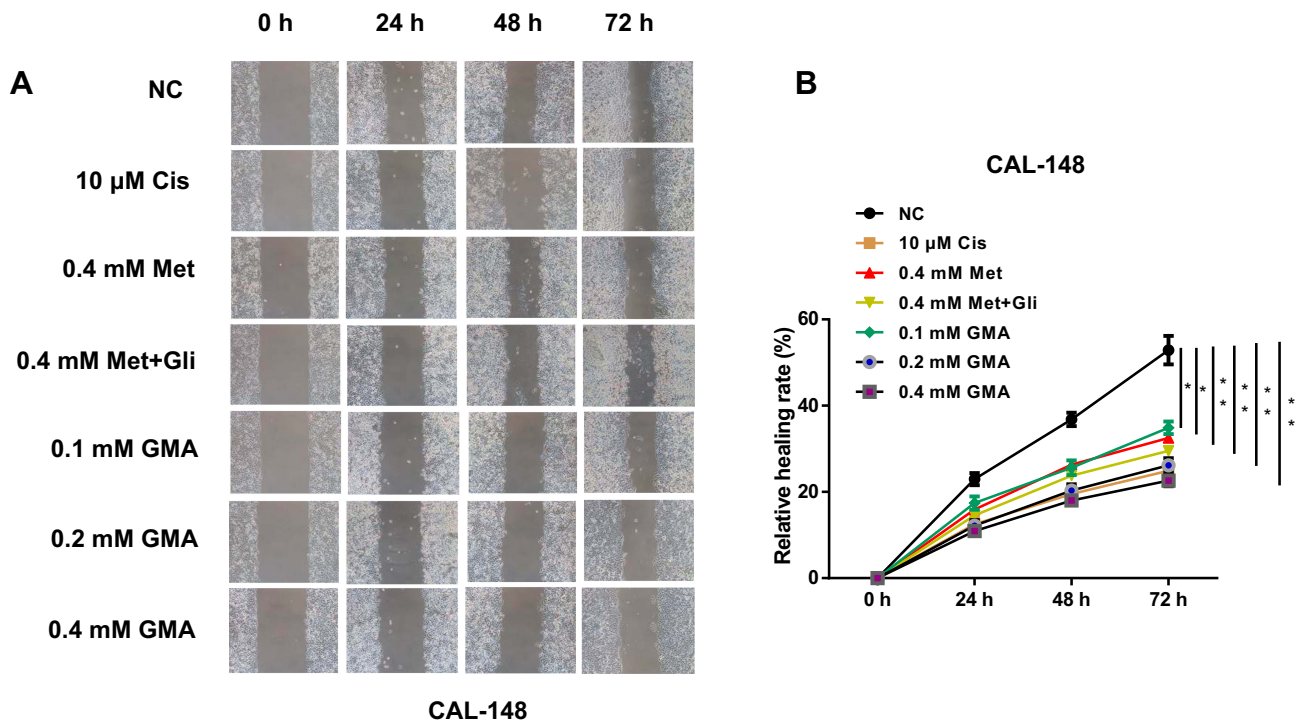 0 h 24 h 48 h 72 h
A
NC
10 µM Cis
0.4 mM Met
0.4 mM Met+Gli
0.1 mM GMA
0.2 mM GMA
0.4 mM GMA
CAL-148
B
CAL-148
NC
10 µM Cis
0.4 mM Met
0.4 mM Met+Gli
0.1 mM GMA
0.2 mM GMA
0.4 mM GMA
Relative healing rate (%)
60
40
20
0
0 h 24 h 48 h 72 h
* * ** ** ** **